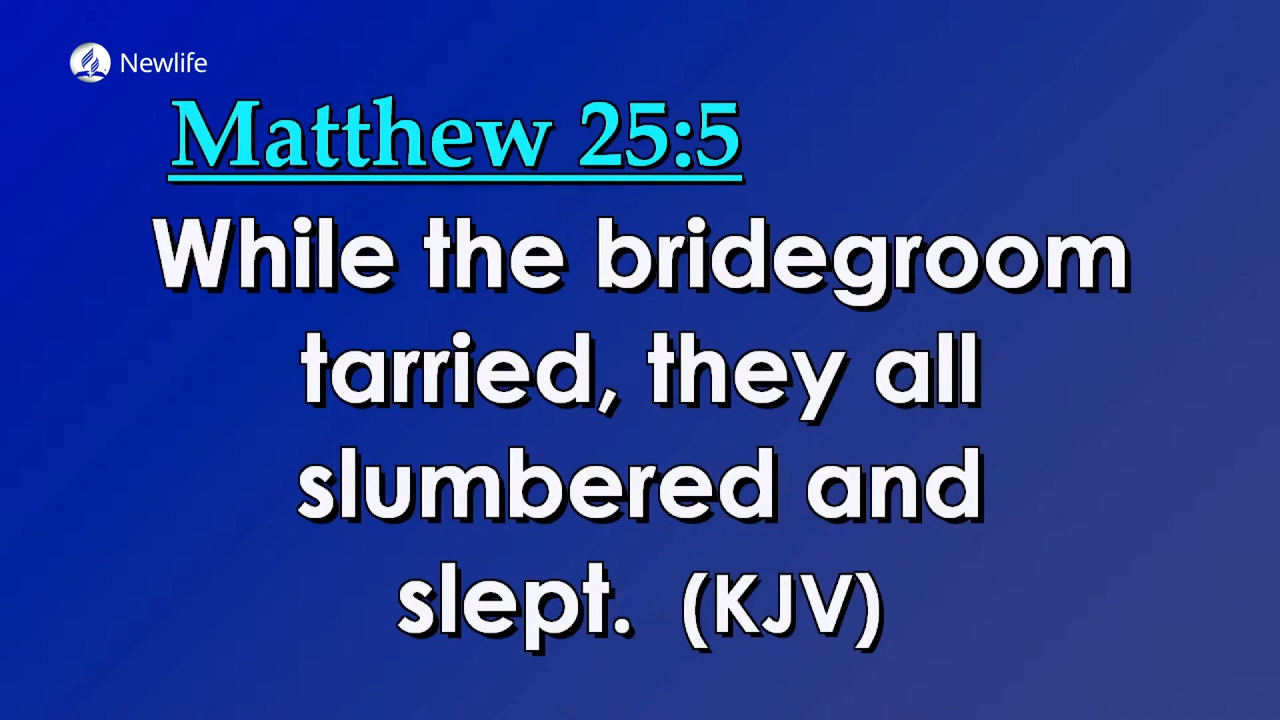 Newlife
Matthew 25:5
While the bridegroom
tarried, they all
slumbered and
slept. (KJV)